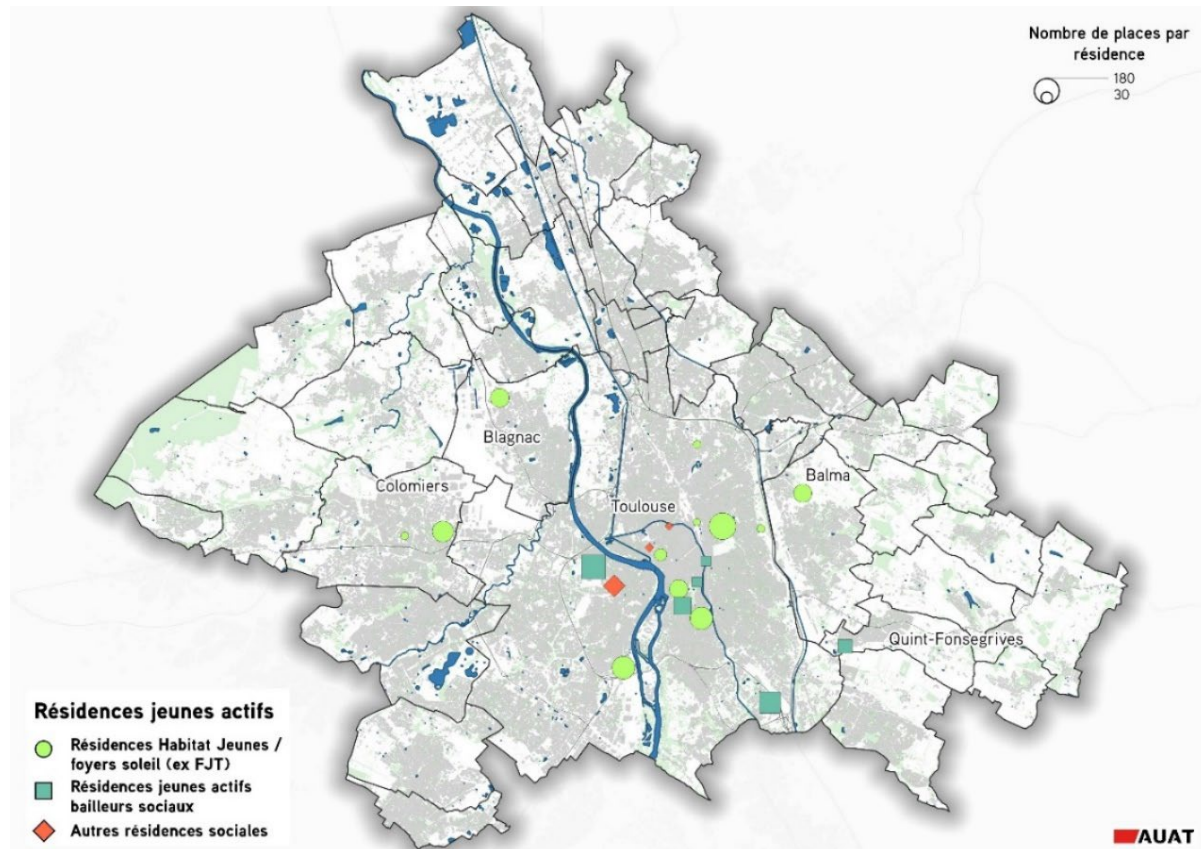 Nombre de places par
résidence
180
30
Blagnac
Colomiers
Balma
Toulouse
Quint-Fonsegrives
Résidences jeunes actifs
Résidences Habitat Jeunes /
foyers soleil (ex FJT)
Résidences jeunes actifs
bailleurs sociaux
Autres résidences sociales
AUAT